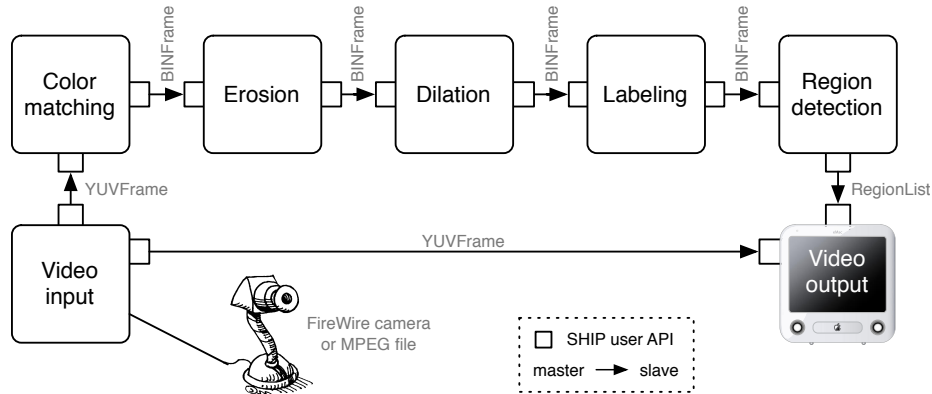 BINFrame
BINFrame
BINFrame
BINFrame
Color
matching
Erosion
Dilation
Labeling
Region
detection
YUVFrame
RegionList
YUVFrame
Video
input
Video
output
FireWire camera
or MPEG file
SHIP user API
master
slave